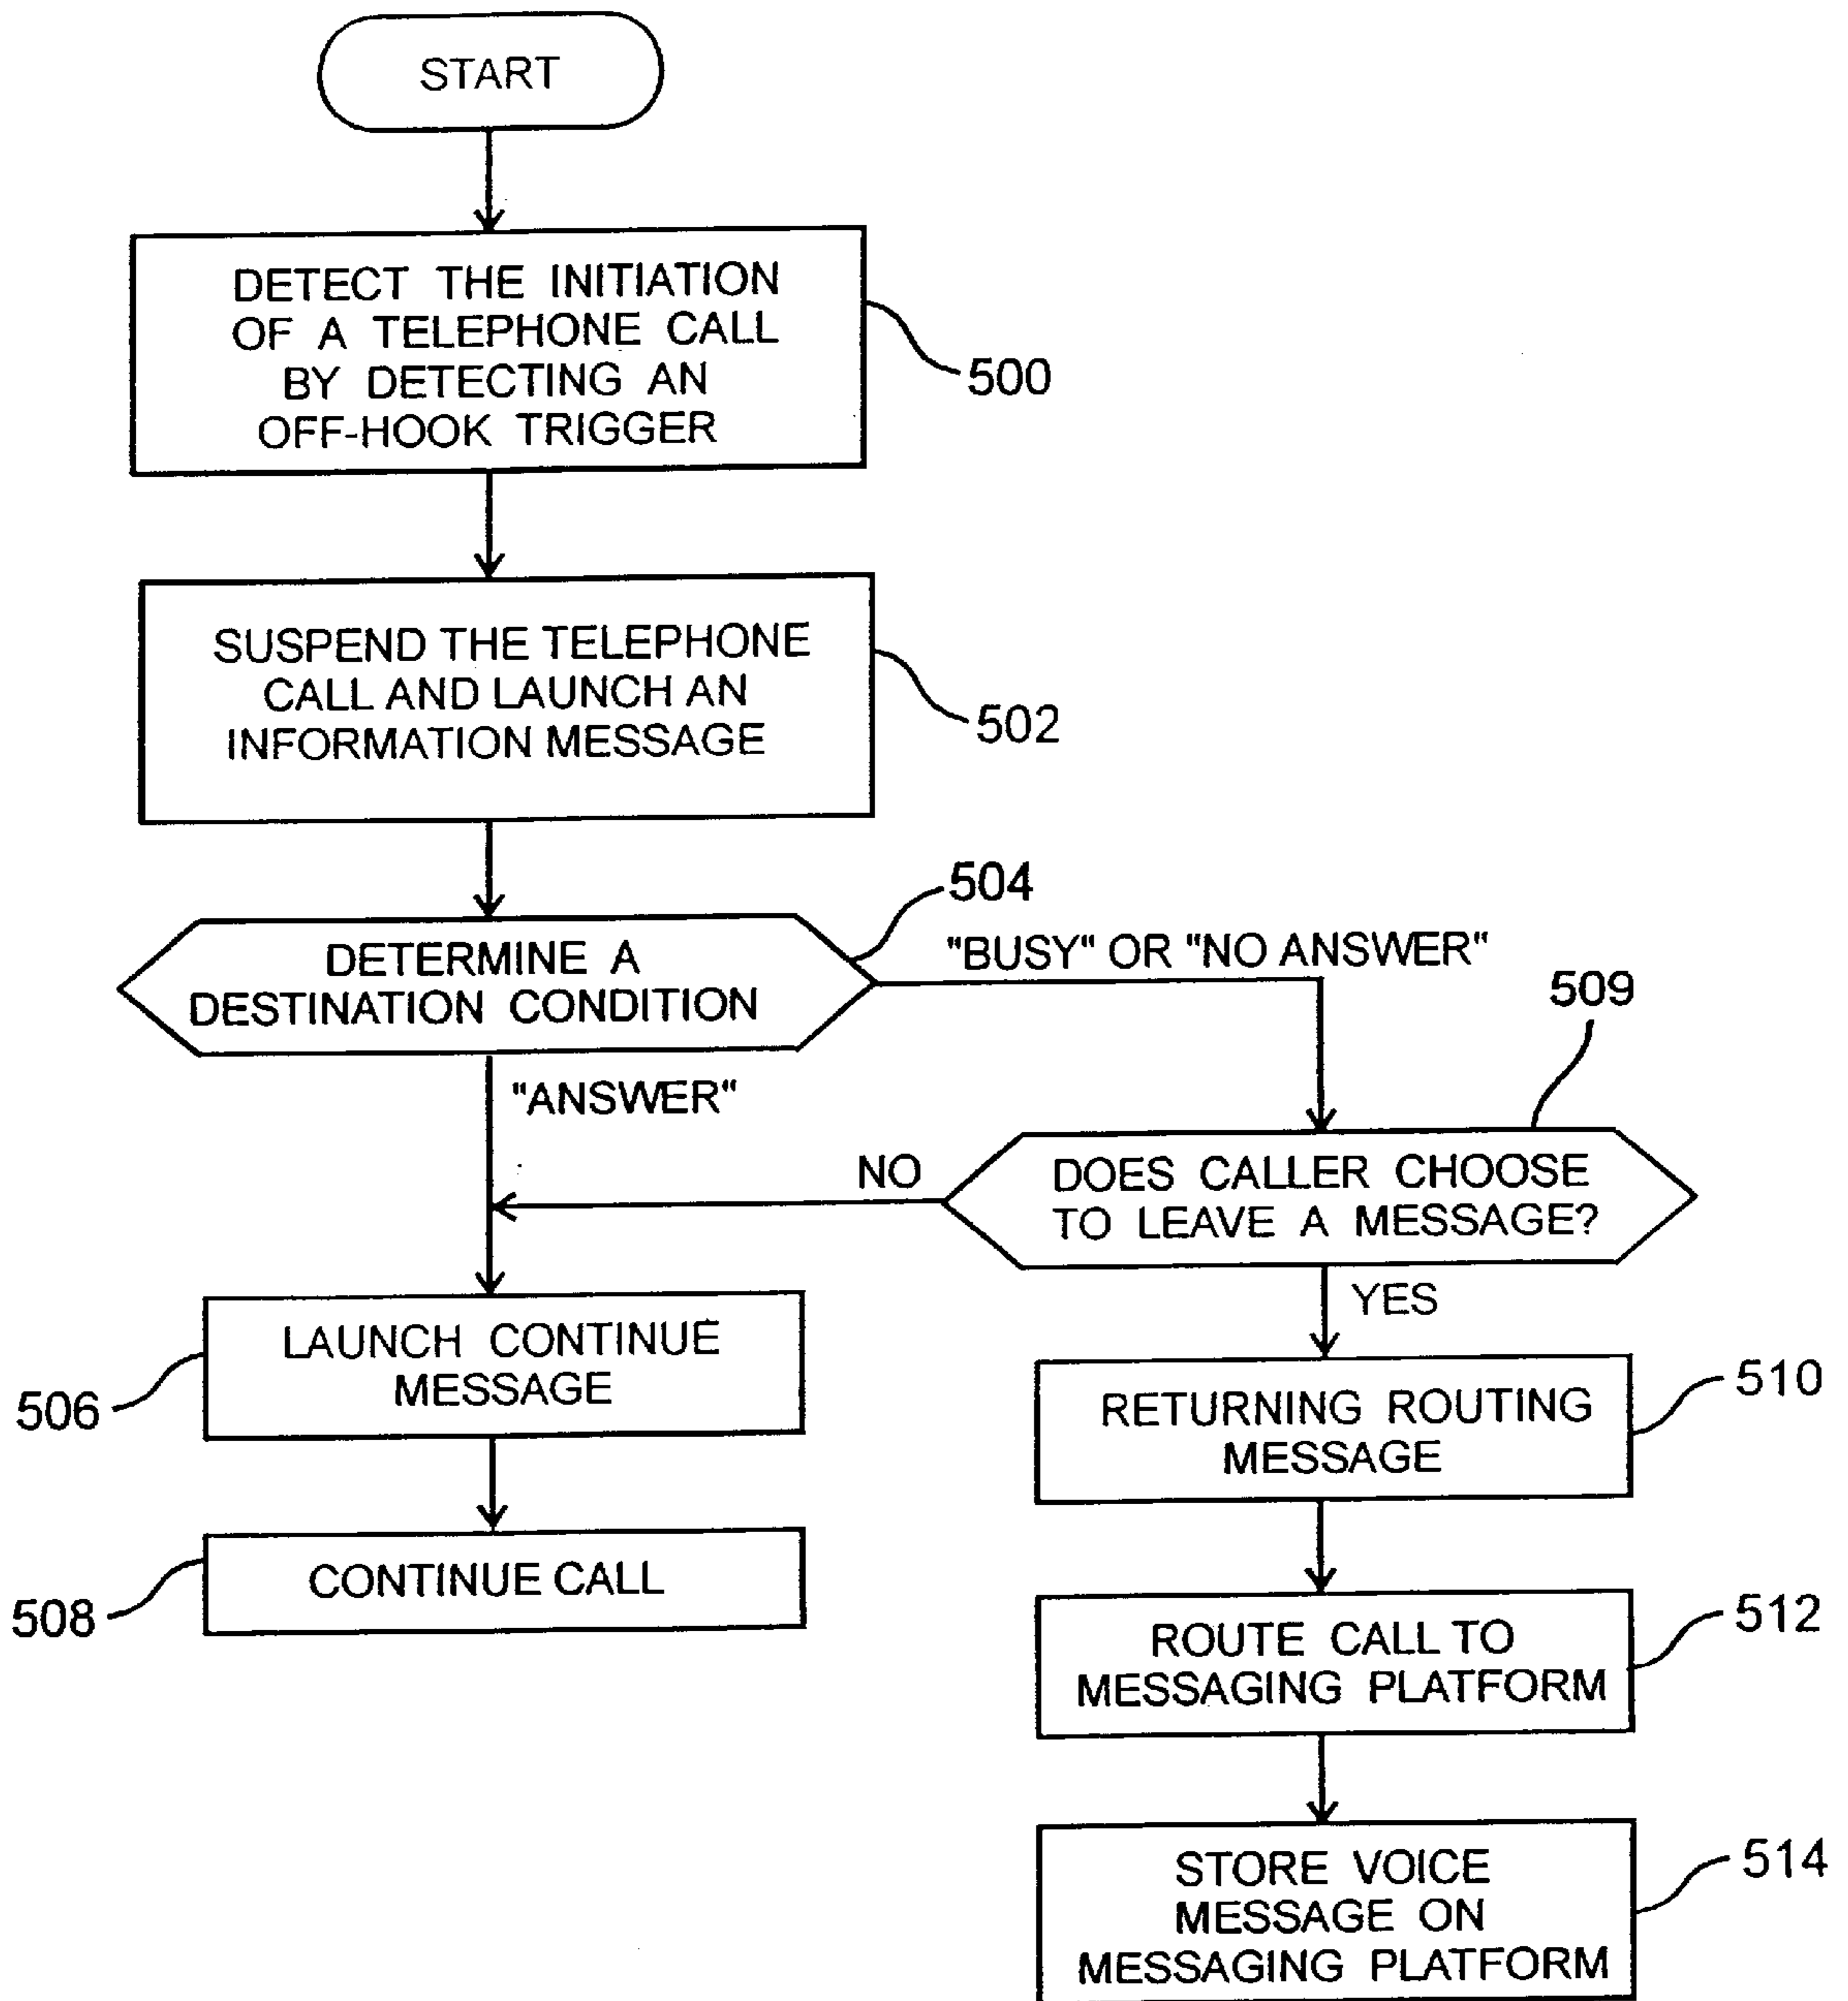 START
DETECT THE INITIATION
OF A TELEPHONE CALL
BY DETECTING AN
OFF-HOOK TRIGGER
500
SUSPEND THE TELEPHONE
CALL AND LAUNCH AN
INFORMATION MESSAGE
502
504
DETERMINE A
DESTINATION CONDITION
"BUSY" OR "NO ANSWER"
509
"ANSWER"
NO
DOES CALLER CHOOSE
TO LEAVE A MESSAGE?
YES
LAUNCH CONTINUE
MESSAGE
506
RETURNING ROUTING
MESSAGE
510
CONTINUE CALL
508
ROUTE CALL TO
MESSAGING PLATFORM
512
STORE VOICE
MESSAGE ON
MESSAGING PLATFORM
514